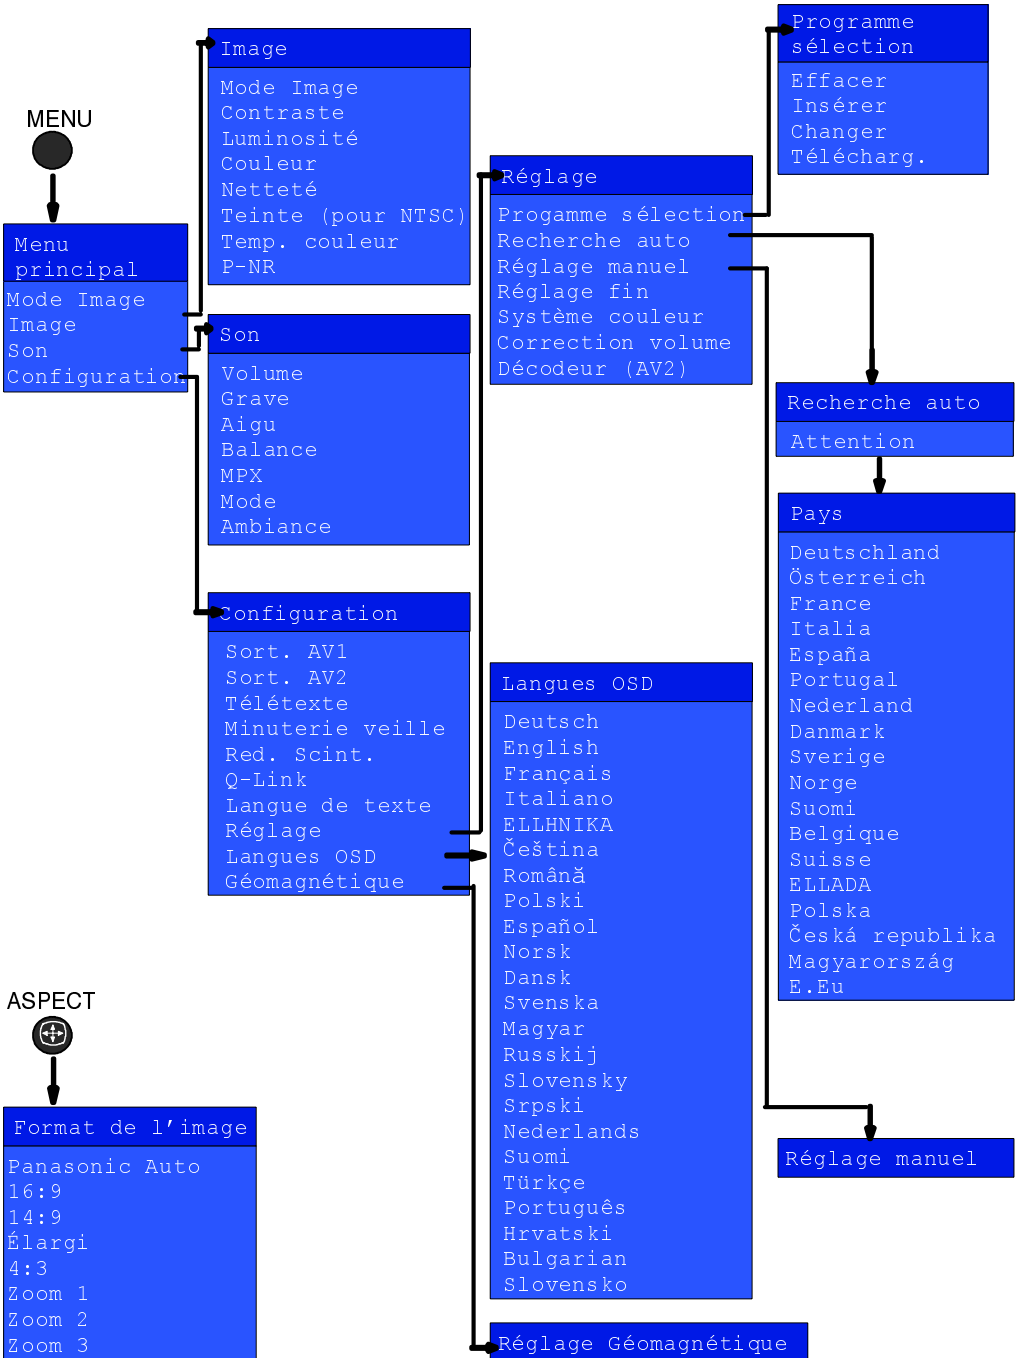 MENU
Menu
principal
Mode Image
Image
Son
Configuration
Image
Mode Image
Contraste
Luminosité
Couleur
Netteté
Teinte (pour NTSC)
Temp. couleur
P-NR
Son
Volume
Grave
Aigu
Balance
MPX
Mode
Ambiance
Configuration
Sort. AV1
Sort. AV2
Télétexte
Minuterie veille
Red. Scint.
Q-Link
Langue de texte
Réglage
Langues OSD
Géomagnétique
Réglage
Progamme sélection
Recherche auto
Réglage manuel
Réglage fin
Système couleur
Correction volume
Décodeur (AV2)
Programme
sélection
Effacer
Insérer
Changer
Télécharg.
Recherche auto
Attention
Pays
Deutschland
Österreich
France
Italia
España
Portugal
Nederland
Danmark
Sverige
Norge
Suomi
Belgique
Suisse
ELLADA
Polska
Česká republika
Magyarország
E.Eu
Langues OSD
Deutsch
English
Français
Italiano
ELLHNIKA
Čeština
Română
Polski
Español
Norsk
Dansk
Svenska
Magyar
Russkij
Slovensky
Srpski
Nederlands
Suomi
Türkçe
Português
Hrvatski
Bulgarian
Slovensko
Réglage manuel
Réglage Géomagnétique
ASPECT
Format de l'image
Panasonic Auto
16:9
14:9
Élargi
4:3
Zoom 1
Zoom 2
Zoom 3